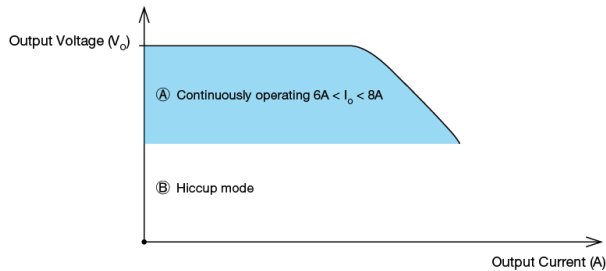 Output Voltage (Vo)
Ⓐ Continuously operating 6A < Io < 8A
Ⓑ Hiccup mode
Output Current (A)